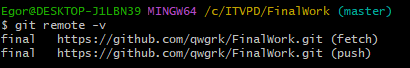 Egor@DESKTOP-J1LBN39 MINGW64 /c/ITVPD/FinalWork (master)
$ git remote -v
final   https://github.com/qwgrk/FinalWork.git (fetch)
final   https://github.com/qwgrk/FinalWork.git (push)